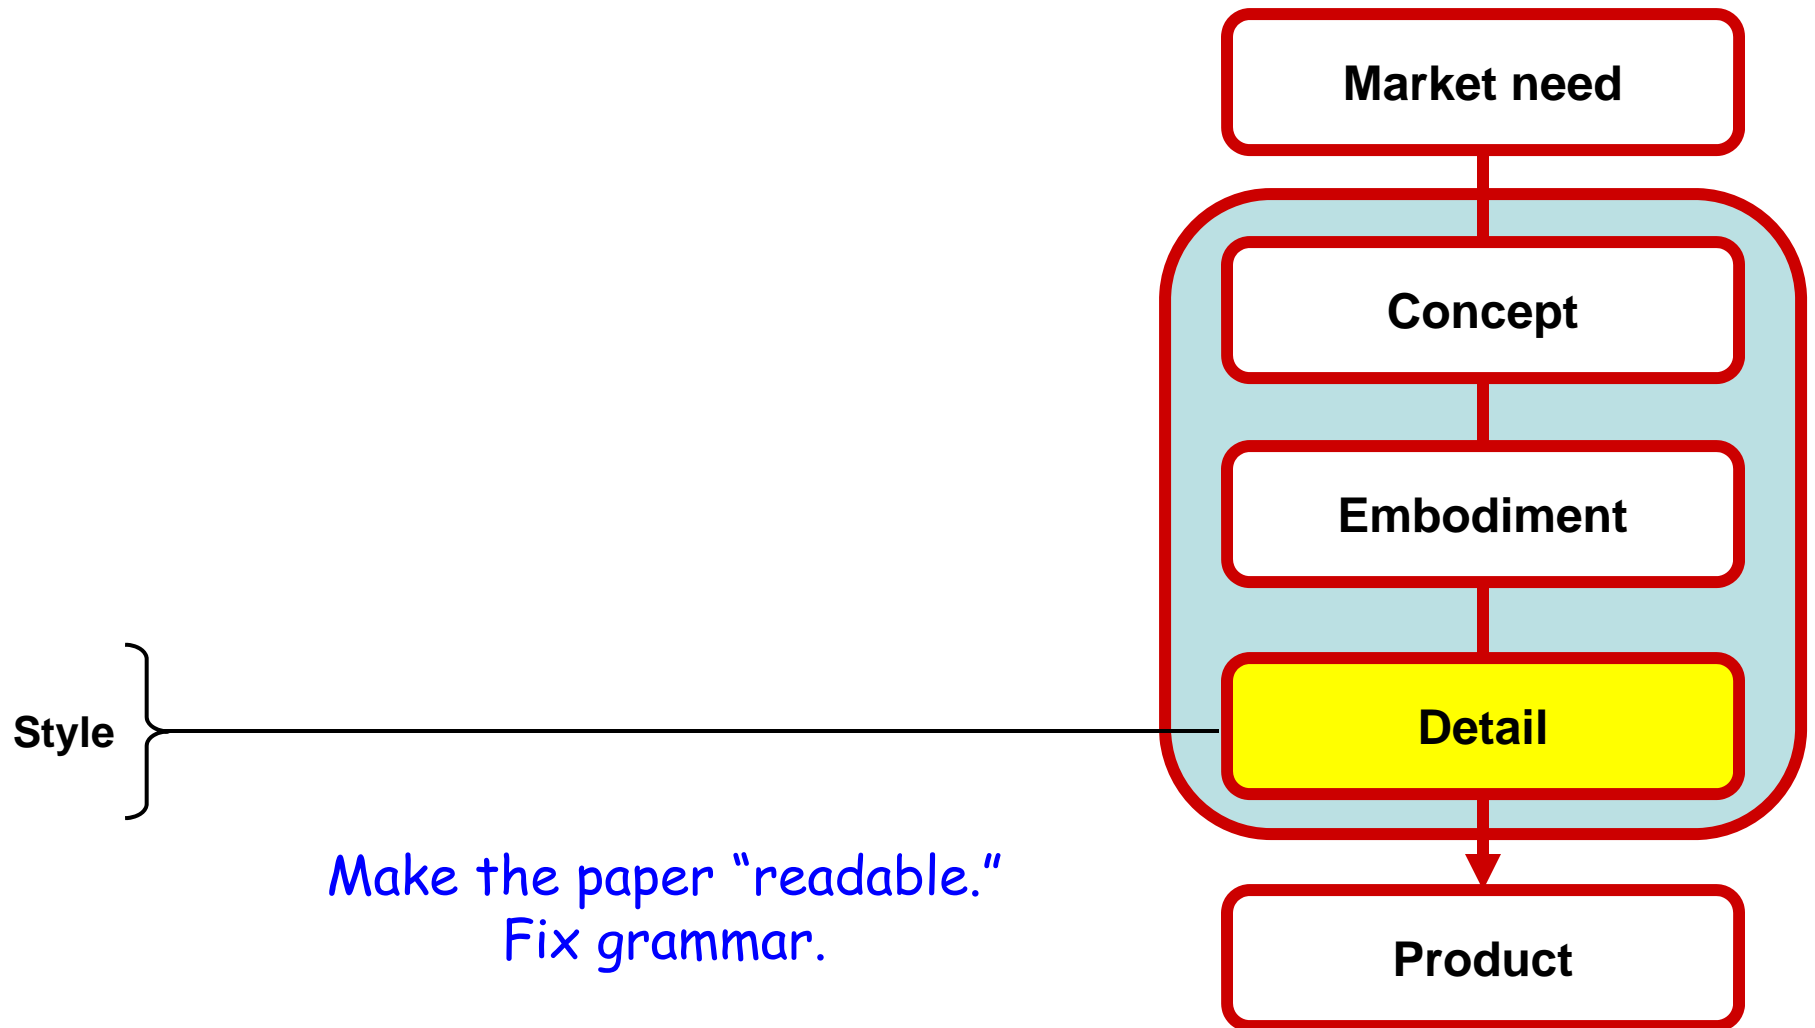 Market need
Concept
Embodiment
Style
Detail
Make the paper “readable.”
Fix grammar.
Product